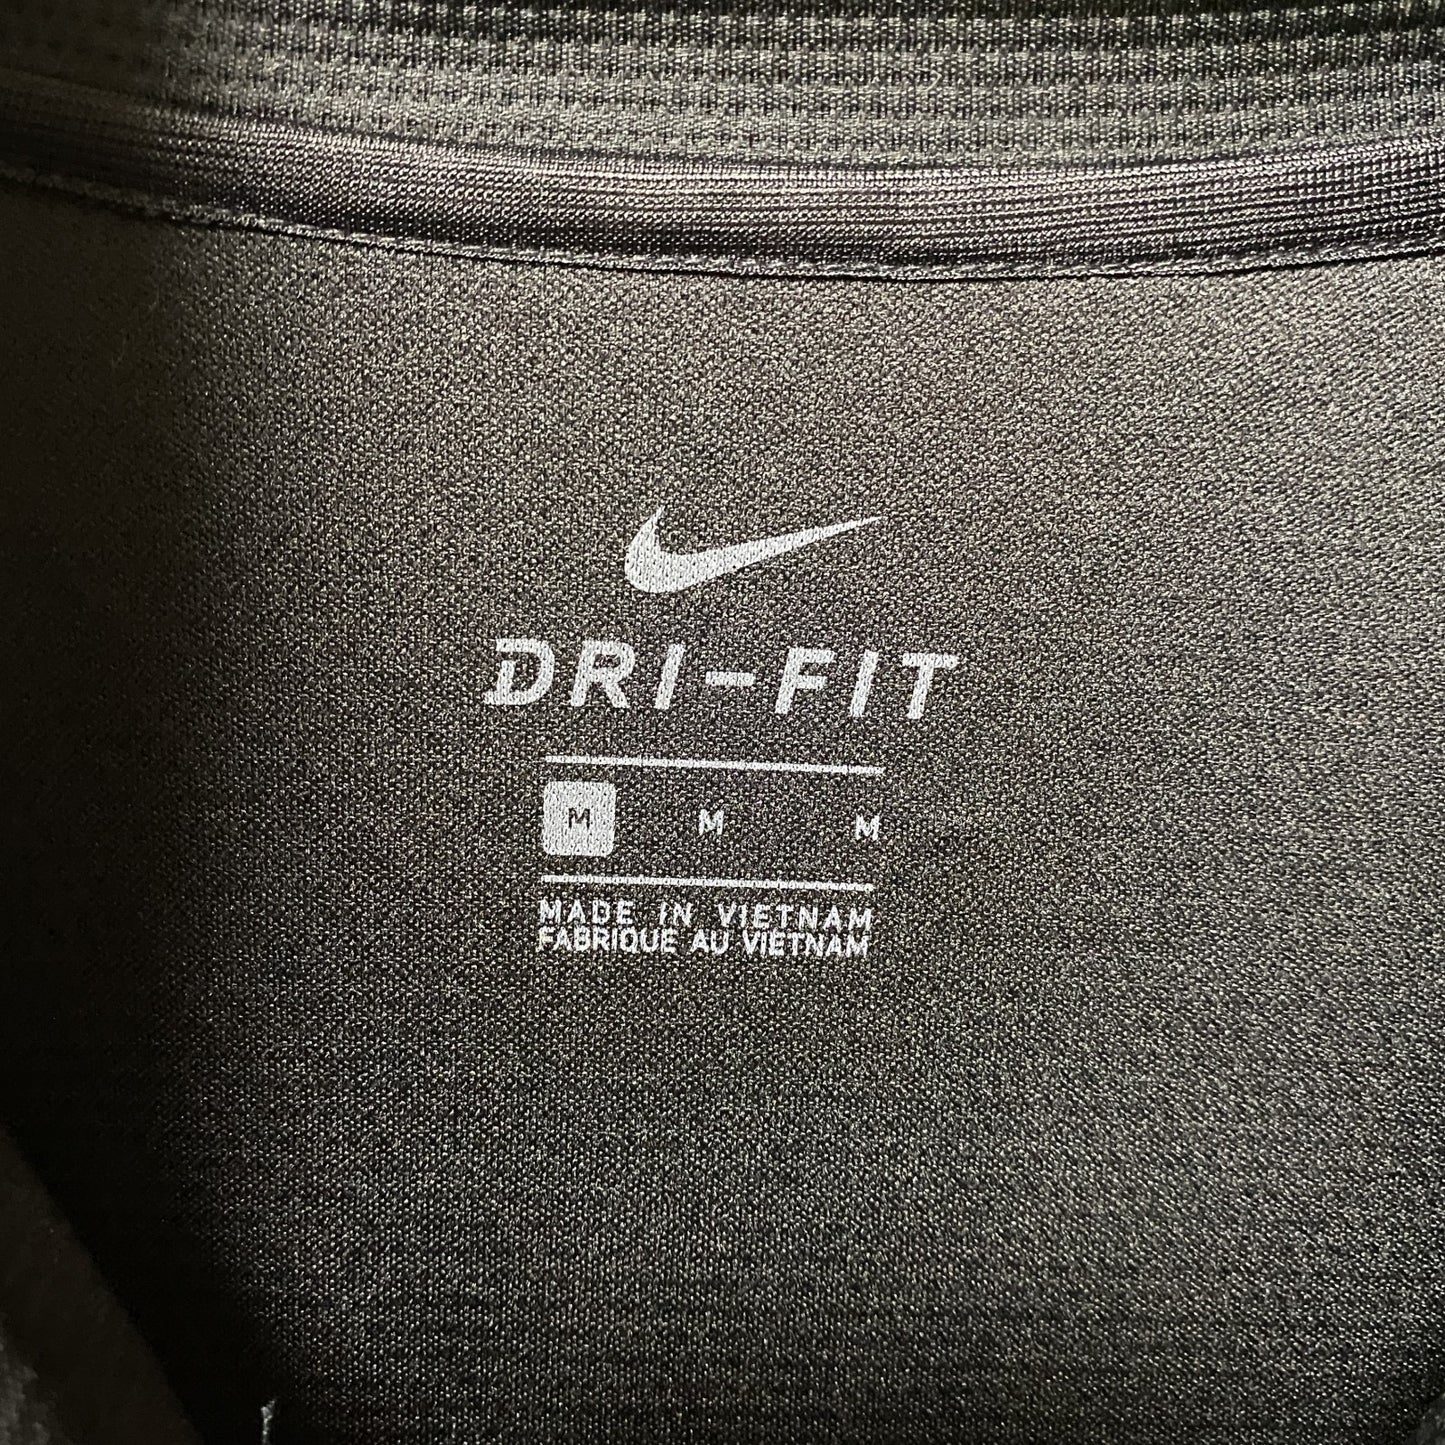 DRI-FIT
M M M
MADE IN VIETNAM
FABRIQUE AU VIETNAM